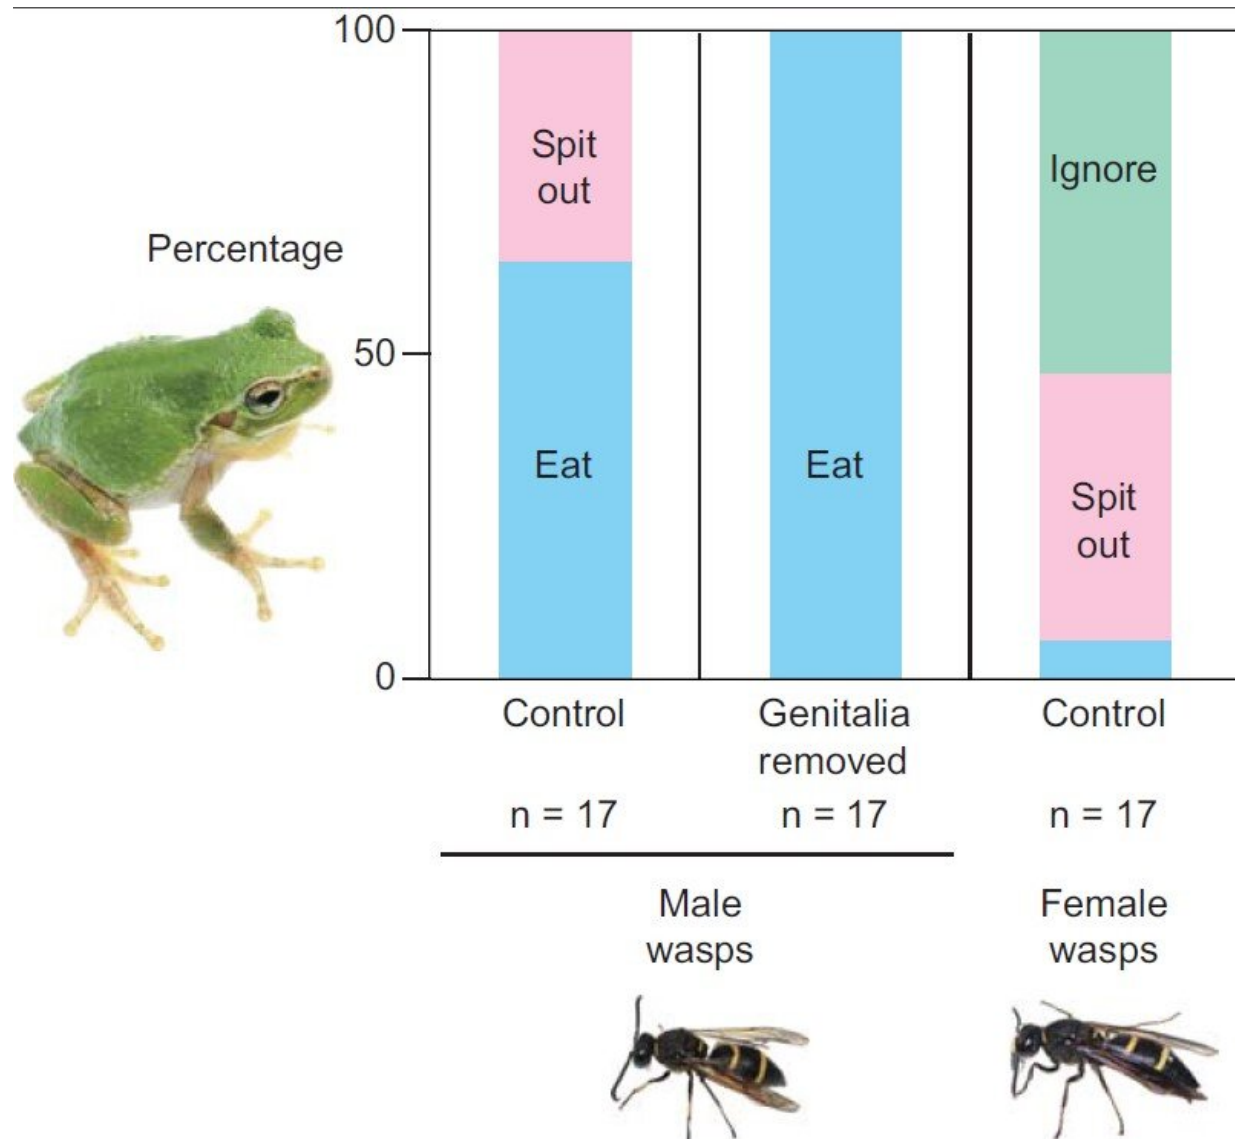 100
Spit
out
Ignore
Percentage
50
Eat
Eat
Spit
out
0
Control
Genitalia
removed
Control
n = 17
n = 17
n = 17
Male
wasps
Female
wasps